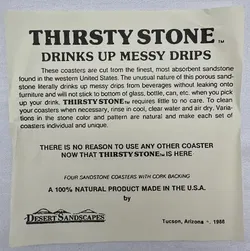 THIRSTY STONE™
DRINKS UP MESSY DRIPS
These coasters are cut from the finest, most absorbent sandstone
found in the western United States. The unusual nature of this porous sand-
stone literally drinks up messy drips from beverages without leaking onto
furniture and will not stick to bottom of glass, bottle, can, etc. when you pick
up your drink. THIRSTY STONE™ requires little to no care. To clean
your coasters when necessary, rinse in cool, clear water and air dry. Varia-
tions in the stone color and pattern are natural and make each set of
coasters individual and unique.
THERE IS NO REASON TO USE ANY OTHER COASTER
NOW THAT THIRSTY STONE™ IS HERE
FOUR SANDSTONE COASTERS WITH CORK BACKING
A 100% NATURAL PRODUCT MADE IN THE U.S.A.
by
DESERT SANDSCAPES
Tucson, Arizona 1988